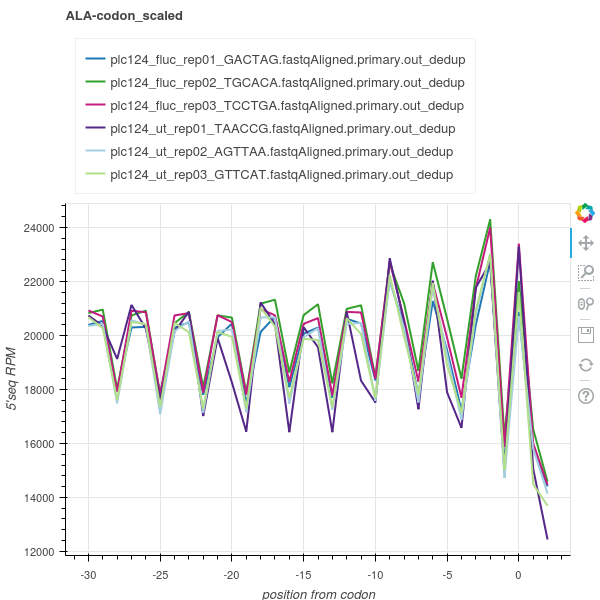 ALA-codon_scaled
plc124_fluc_rep01_GACTAG.fastqAligned.primary.out_dedup
plc124_fluc_rep02_TGCACA.fastqAligned.primary.out_dedup
plc124_fluc_rep03_TCCTGA.fastqAligned.primary.out_dedup
plc124_ut_rep01_TAACCG.fastqAligned.primary.out_dedup
plc124_ut_rep02_AGTTAA.fastqAligned.primary.out_dedup
plc124_ut_rep03_GTTCAT.fastqAligned.primary.out_dedup
5'seq RPM
24000
22000
20000
18000
16000
14000
12000
-30 -25 -20 -15 -10 -5 0
position from codon